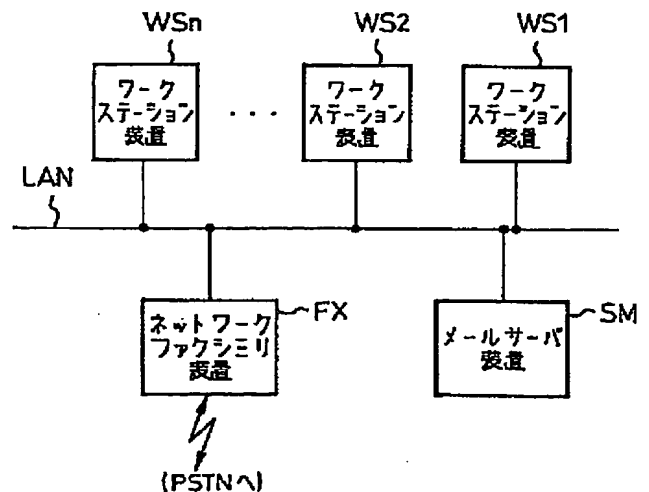 WSn
WS2
WS1
ワーク
ステーション
装置
・・・
ワーク
ステーション
装置
ワーク
ステーション
装置
LAN
ネットワーク
ファクシミリ
装置
FX
メールサーバ
装置
SM
(PSTNへ)